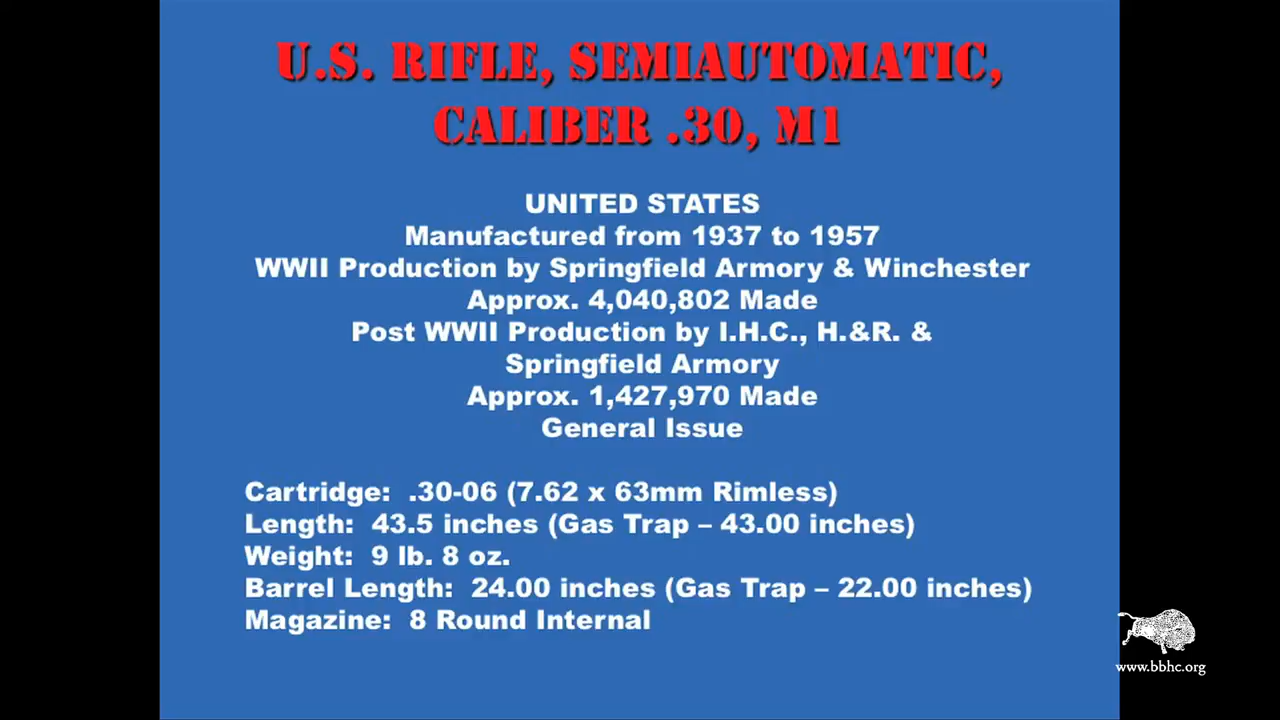 U.S. RIFLE, SEMIAUTOMATIC,
CALIBER .30, M1
UNITED STATES
Manufactured from 1937 to 1957
WWII Production by Springfield Armory & Winchester
Approx. 4,040,802 Made
Post WWII Production by I.H.C., H.&R. &
Springfield Armory
Approx. 1,427,970 Made
General Issue
Cartridge: .30-06 (7.62 x 63mm Rimless)
Length: 43.5 inches (Gas Trap – 43.00 inches)
Weight: 9 lb. 8 oz.
Barrel Length: 24.00 inches (Gas Trap – 22.00 inches)
Magazine: 8 Round Internal
www.bbhc.org